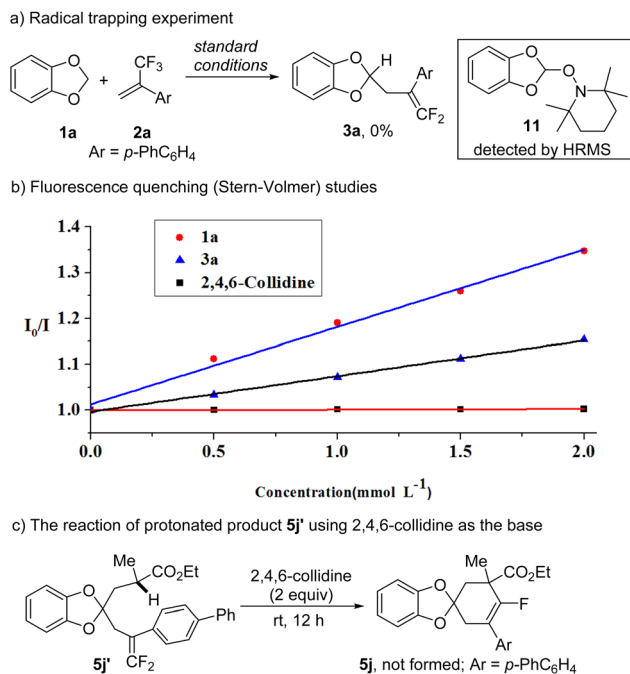 a) Radical trapping experiment
O
O
1a
+
CF3
Ar
2a
Ar = p-PhC6H4
standard
conditions
O
O
H
Ar
CF2
3a, 0%
O
O
O
N
11
detected by HRMS
b) Fluorescence quenching (Stern-Volmer) studies
1.4
1.3
1.2
1.1
1.0
I0/I
1a
3a
2,4,6-Collidine
0.0 0.5 1.0 1.5 2.0
Concentration(mmol L-1)
c) The reaction of protonated product 5j' using 2,4,6-collidine as the base
Me
CO2Et
H
O
O
Ph
CF2
5j'
2,4,6-collidine
(2 equiv)
rt, 12 h
Me
CO2Et
O
O
F
Ar
5j, not formed; Ar = p-PhC6H4